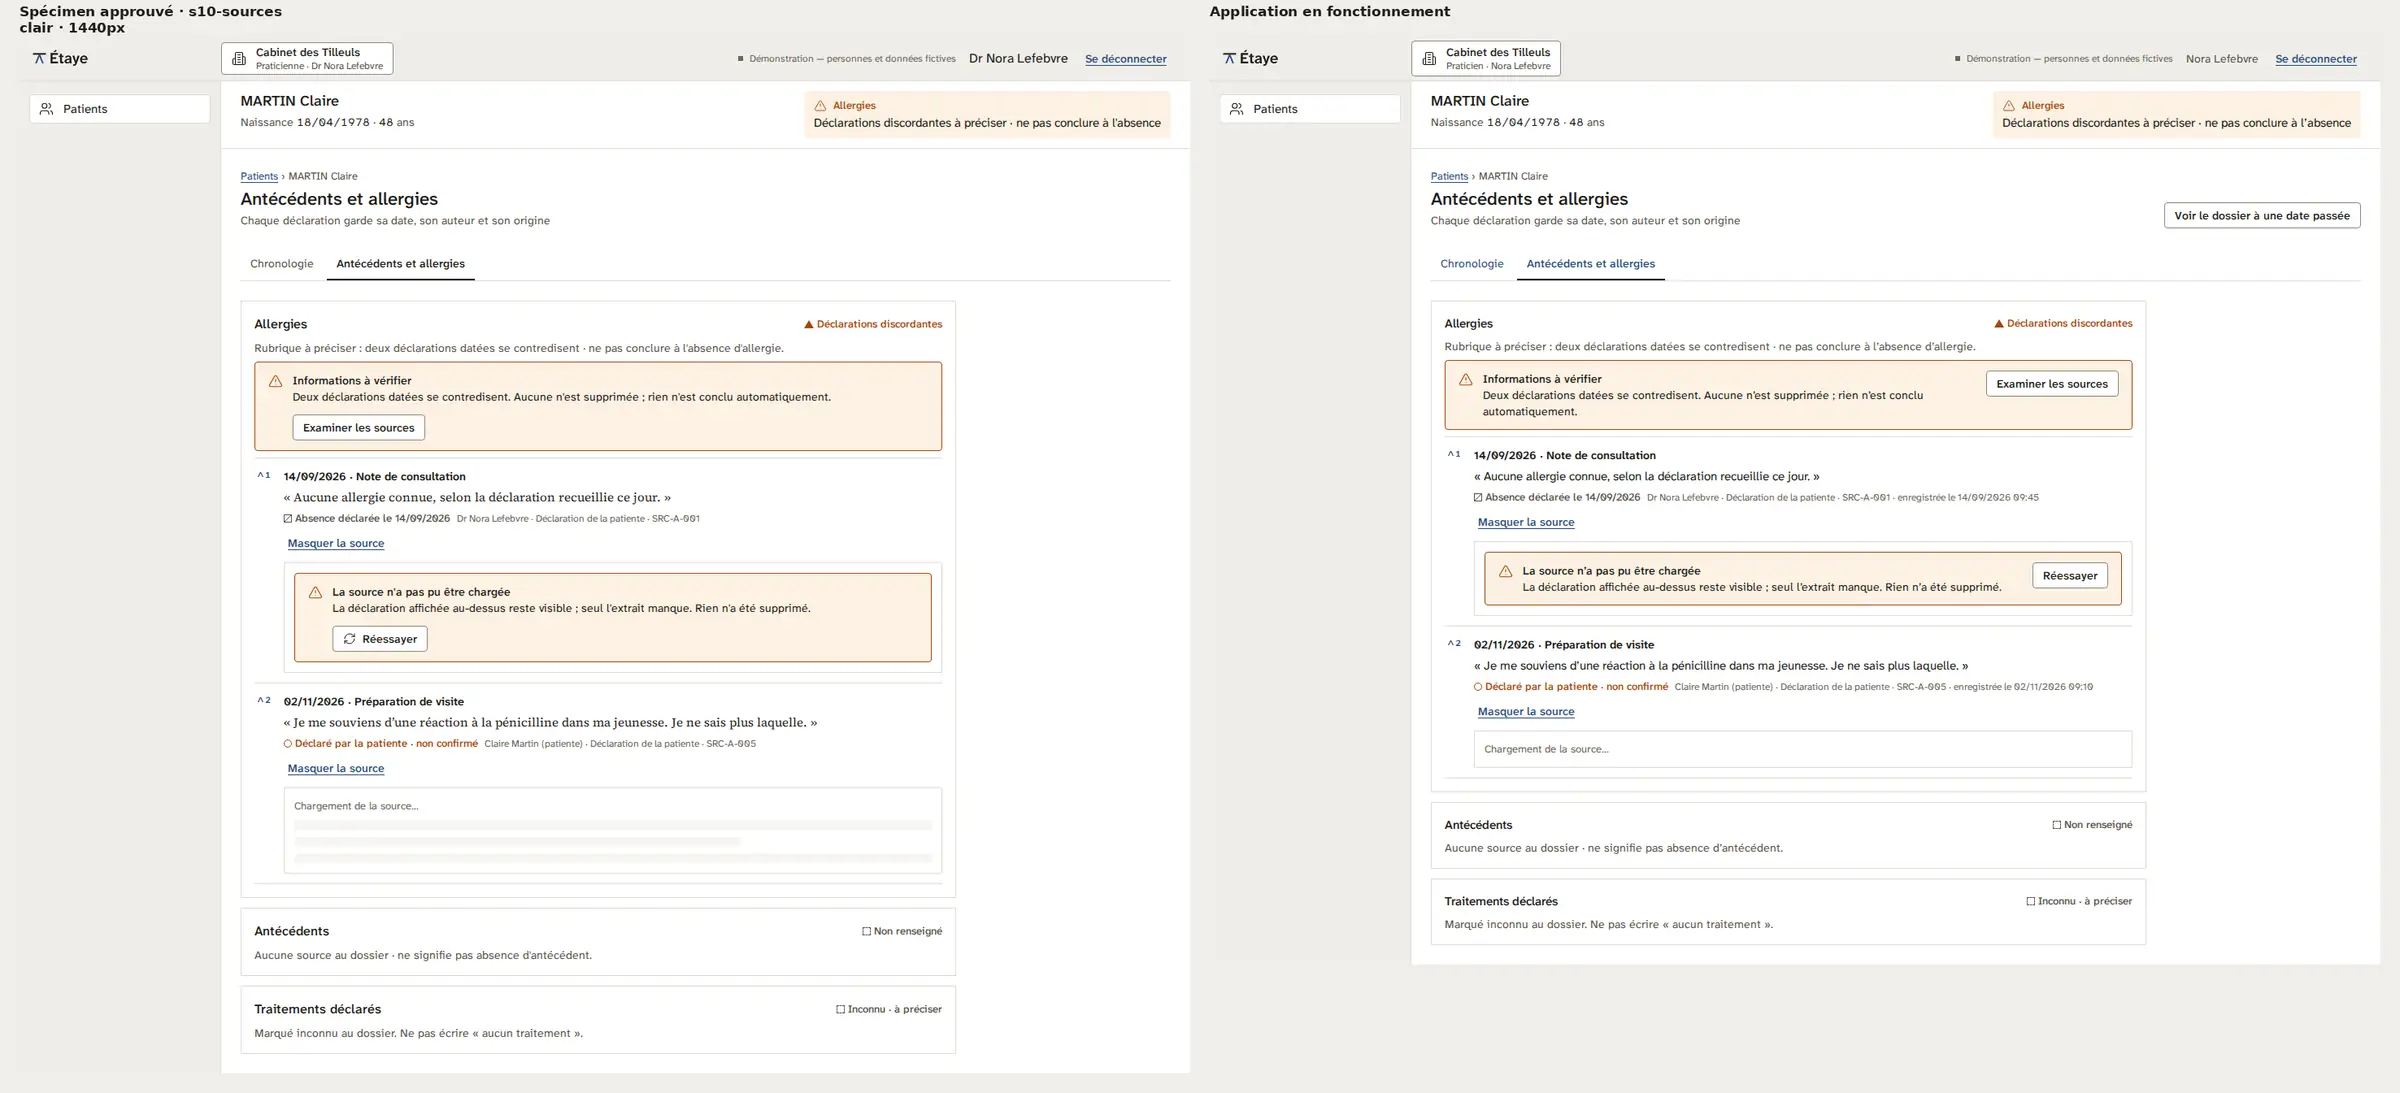 Spécimen approuvé · s10-sources
clair · 1440px
Étaye
Cabinet des Tilleuls
Praticienne · Dr Nora Lefebvre
Démonstration — personnes et données fictives
Dr Nora Lefebvre
Se déconnecter
Patients
MARTIN Claire
Naissance 18/04/1978 · 48 ans
Allergies
Déclarations discordantes à préciser · ne pas conclure à l'absence
Patients › MARTIN Claire
Antécédents et allergies
Chaque déclaration garde sa date, son auteur et son origine
Chronologie
Antécédents et allergies
Allergies
Déclarations discordantes
Rubrique à préciser : deux déclarations datées se contredisent · ne pas conclure à l'absence d'allergie.
Informations à vérifier
Deux déclarations datées se contredisent. Aucune n'est supprimée ; rien n'est conclu automatiquement.
Examiner les sources
^1 14/09/2026 · Note de consultation
« Aucune allergie connue, selon la déclaration recueillie ce jour. »
Absence déclarée le 14/09/2026 Dr Nora Lefebvre · Déclaration de la patiente · SRC-A-001
Masquer la source
La source n'a pas pu être chargée
La déclaration affichée au-dessus reste visible ; seul l'extrait manque. Rien n'a été supprimé.
Réessayer
^2 02/11/2026 · Préparation de visite
« Je me souviens d'une réaction à la pénicilline dans ma jeunesse. Je ne sais plus laquelle. »
Déclaré par la patiente · non confirmé Claire Martin (patiente) · Déclaration de la patiente · SRC-A-005
Masquer la source
Chargement de la source…
Antécédents
Non renseigné
Aucune source au dossier · ne signifie pas absence d'antécédent.
Traitements déclarés
Inconnu · à préciser
Marqué inconnu au dossier. Ne pas écrire « aucun traitement ».
Application en fonctionnement
Étaye
Cabinet des Tilleuls
Praticien · Nora Lefebvre
Démonstration — personnes et données fictives
Nora Lefebvre
Se déconnecter
Patients
MARTIN Claire
Naissance 18/04/1978 · 48 ans
Allergies
Déclarations discordantes à préciser · ne pas conclure à l’absence
Patients › MARTIN Claire
Antécédents et allergies
Chaque déclaration garde sa date, son auteur et son origine
Voir le dossier à une date passée
Chronologie
Antécédents et allergies
Allergies
Déclarations discordantes
Rubrique à préciser : deux déclarations datées se contredisent · ne pas conclure à l’absence d’allergie.
Informations à vérifier
Deux déclarations datées se contredisent. Aucune n’est supprimée ; rien n’est conclu
automatiquement.
Examiner les sources
^1 14/09/2026 · Note de consultation
« Aucune allergie connue, selon la déclaration recueillie ce jour. »
Absence déclarée le 14/09/2026 Dr Nora Lefebvre · Déclaration de la patiente · SRC-A-001 · enregistrée le 14/09/2026 09:45
Masquer la source
La source n’a pas pu être chargée
La déclaration affichée au-dessus reste visible ; seul l’extrait manque. Rien n’a été supprimé.
Réessayer
^2 02/11/2026 · Préparation de visite
« Je me souviens d’une réaction à la pénicilline dans ma jeunesse. Je ne sais plus laquelle. »
Déclaré par la patiente · non confirmé Claire Martin (patiente) · Déclaration de la patiente · SRC-A-005 · enregistrée le 02/11/2026 09:10
Masquer la source
Chargement de la source…
Antécédents
Non renseigné
Aucune source au dossier · ne signifie pas absence d’antécédent.
Traitements déclarés
Inconnu · à préciser
Marqué inconnu au dossier. Ne pas écrire « aucun traitement ».